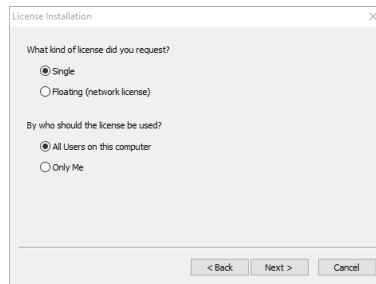 License Installation
What kind of license did you request?
Single
Floating (network license)
By who should the license be used?
All Users on this computer
Only Me
< Back Next > Cancel